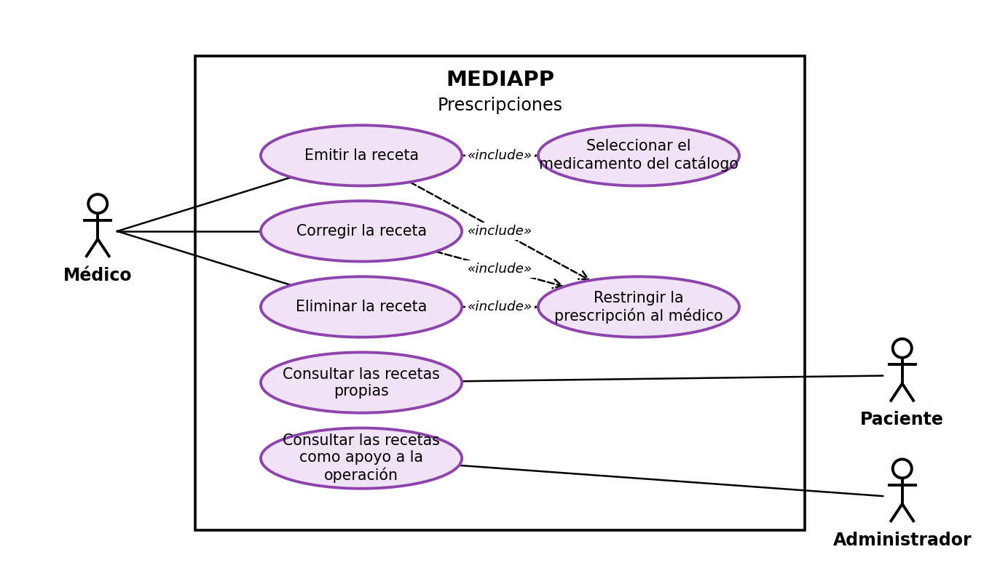 MEDIAPP
Prescripciones
Emitir la receta
«include»
Seleccionar el
medicamento del catálogo
Médico
Corregir la receta
«include»
«include»
Eliminar la receta
«include»
Restringir la
prescripción al médico
Consultar las recetas
propias
Paciente
Consultar las recetas
como apoyo a la
operación
Administrador